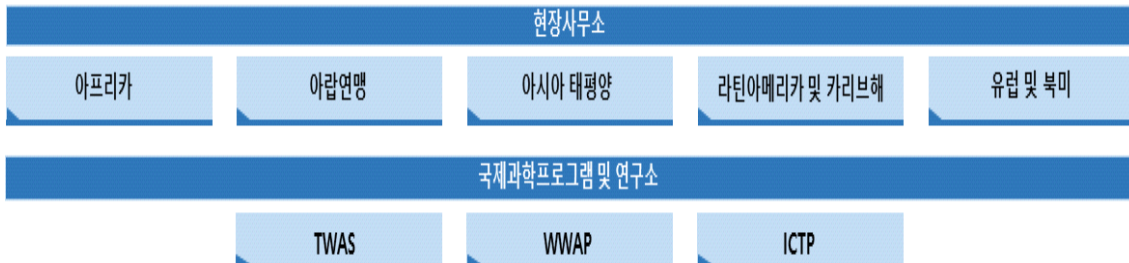 현장사무소
아프리카
아랍연맹
아시아 태평양
라틴아메리카 및 카리브해
유럽 및 북미
국제과학프로그램 및 연구소
TWAS
WWAP
ICTP